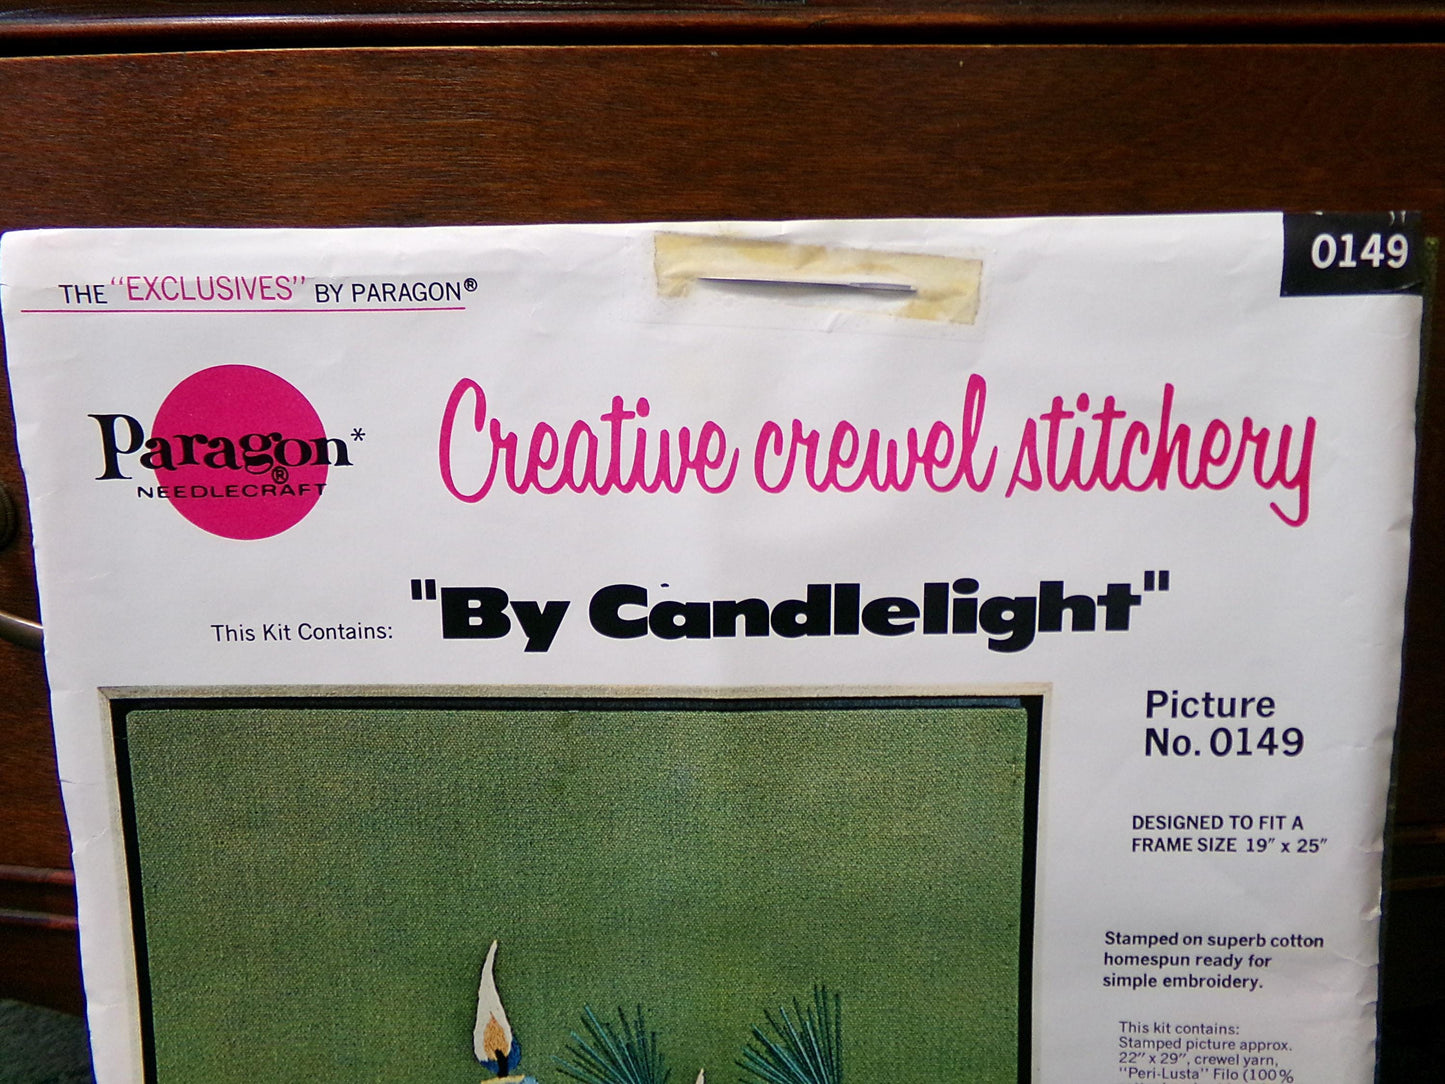 0149
THE "EXCLUSIVES" BY PARAGON®
Paragon*
®
NEEDLECRAFT
Creative crewel stitchery
This Kit Contains: "By Candlelight"
Picture
No. 0149
DESIGNED TO FIT A
FRAME SIZE 19" x 25"
Stamped on superb cotton
homespun ready for
simple embroidery.
This kit contains:
Stamped picture approx.
22" x 29", crewel yarn,
"Peri-Lusta" Filo (100%